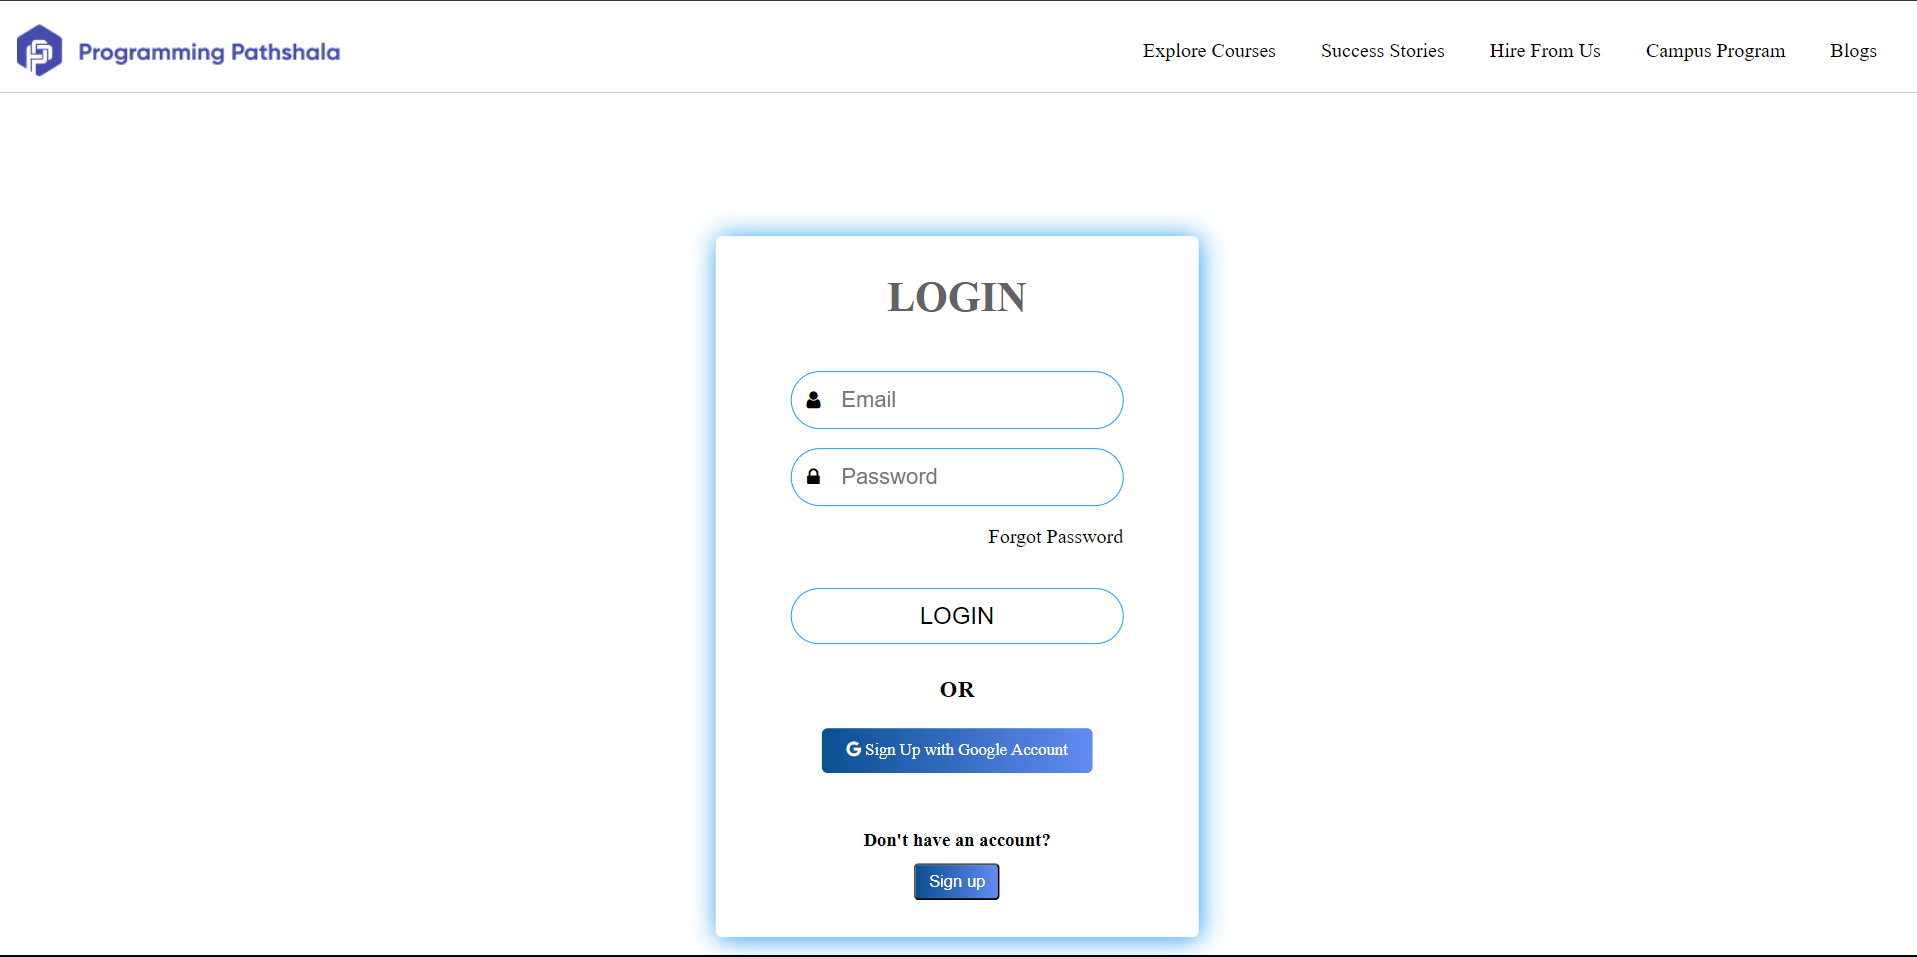 Programming Pathshala
Explore Courses Success Stories Hire From Us Campus Program Blogs
LOGIN
Email
Password
Forgot Password
LOGIN
OR
G Sign Up with Google Account
Don't have an account?
Sign up